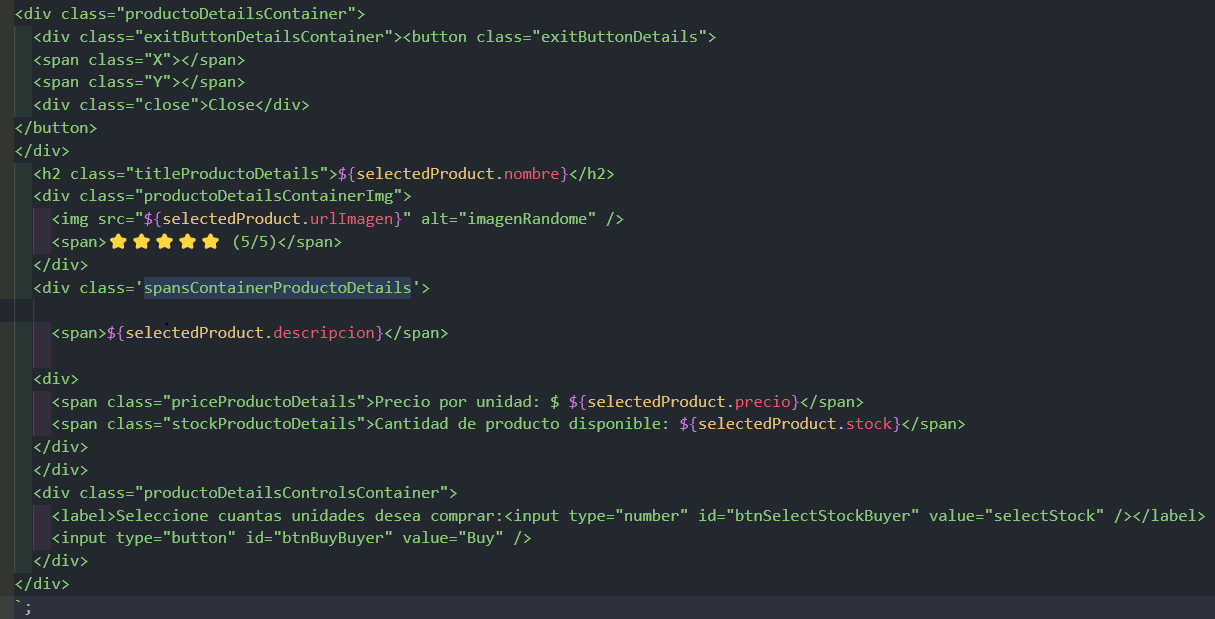 <div class="productoDetailsContainer">
<div class="exitButtonDetailsContainer"><button class="exitButtonDetails">
<span class="X"></span>
<span class="Y"></span>
<div class="close">Close</div>
</button>
</div>
<h2 class="titleProductoDetails">${selectedProduct.nombre}</h2>
<div class="productoDetailsContainerImg">
<img src="${selectedProduct.urlImagen}" alt="imagenRandome" />
<span>⭐⭐⭐⭐⭐ (5/5)</span>
</div>
<div class='spansContainerProductoDetails'>
<span>${selectedProduct.descripcion}</span>
<div>
<span class="priceProductoDetails">Precio por unidad: $ ${selectedProduct.precio}</span>
<span class="stockProductoDetails">Cantidad de producto disponible: ${selectedProduct.stock}</span>
</div>
</div>
<div class="productoDetailsControlsContainer">
<label>Seleccione cuantas unidades desea comprar:<input type="number" id="btnSelectStockBuyer" value="selectStock" /></label>
<input type="button" id="btnBuyBuyer" value="Buy" />
</div>
</div>
`;